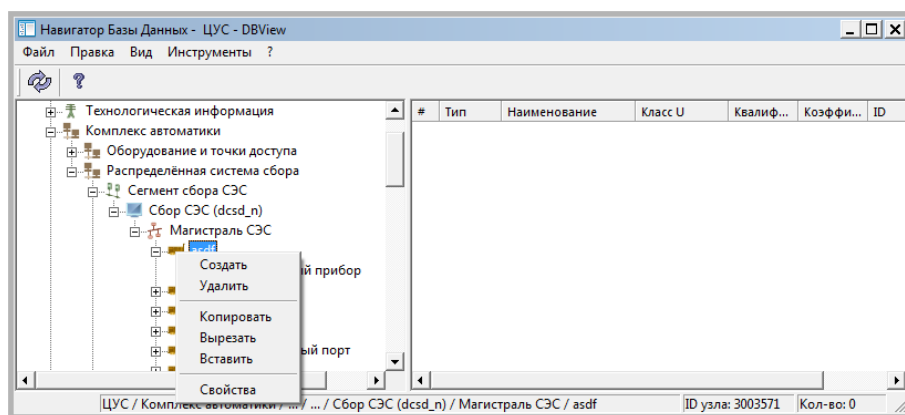 Навигатор Базы Данных - ЦУС - DBView
Файл Правка Вид Инструменты ?
Технологическая информация
Комплекс автоматики
Оборудование и точки доступа
Распределённая система сбора
Сегмент сбора СЭС
Сбор СЭС (dcsd_n)
Магистраль СЭС
asdf
й прибор
ый порт
Создать
Удалить
Копировать
Вырезать
Вставить
Свойства
# Тип Наименование Класс U Квалиф... Коэффи... ID
ЦУС / Комплекс автоматики / ... / ... / Сбор СЭС (dcsd_n) / Магистраль СЭС / asdf ID узла: 3003571 Кол-во: 0